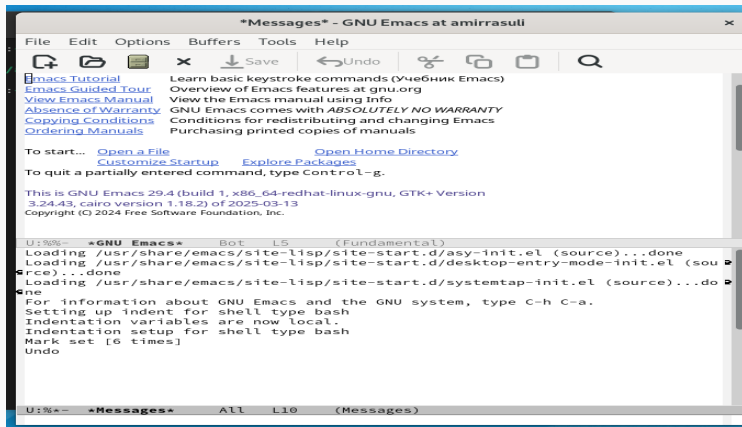 *Messages* - GNU Emacs at amirrasuli
File Edit Options Buffers Tools Help
Save Undo
Emacs Tutorial Learn basic keystroke commands (Учебник Emacs)
Emacs Guided Tour Overview of Emacs features at gnu.org
View Emacs Manual View the Emacs manual using Info
Absence of Warranty GNU Emacs comes with ABSOLUTELY NO WARRANTY
Copying Conditions Conditions for redistributing and changing Emacs
Ordering Manuals Purchasing printed copies of manuals
To start... Open a File Open Home Directory
Customize Startup Explore Packages
To quit a partially entered command, type Control-g.
This is GNU Emacs 29.4 (build 1, x86_64-redhat-linux-gnu, GTK+ Version
3.24.43, cairo version 1.18.2) of 2025-03-13
Copyright (C) 2024 Free Software Foundation, Inc.
U:%%- *GNU Emacs* Bot L5 (Fundamental)
Loading /usr/share/emacs/site-lisp/site-start.d/asy-init.el (source)...done
Loading /usr/share/emacs/site-lisp/site-start.d/desktop-entry-mode-init.el (sou
rce)...done
Loading /usr/share/emacs/site-lisp/site-start.d/systemtap-init.el (source)...do
ne
For information about GNU Emacs and the GNU system, type C-h C-a.
Setting up indent for shell type bash
Indentation variables are now local.
Indentation setup for shell type bash
Mark set [6 times]
Undo
U:%*- *Messages* All L10 (Messages)